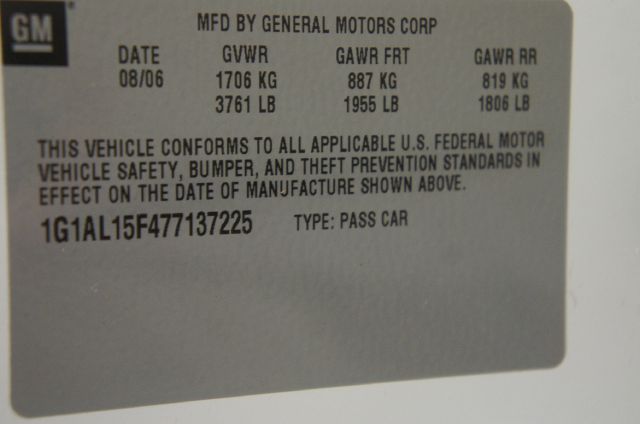 GM
MFD BY GENERAL MOTORS CORP
DATE GVWR GAWR FRT GAWR RR
08/06 1706 KG 887 KG 819 KG
3761 LB 1955 LB 1806 LB
THIS VEHICLE CONFORMS TO ALL APPLICABLE U.S. FEDERAL MOTOR
VEHICLE SAFETY, BUMPER, AND THEFT PREVENTION STANDARDS IN
EFFECT ON THE DATE OF MANUFACTURE SHOWN ABOVE.
1G1AL15F477137225 TYPE: PASS CAR